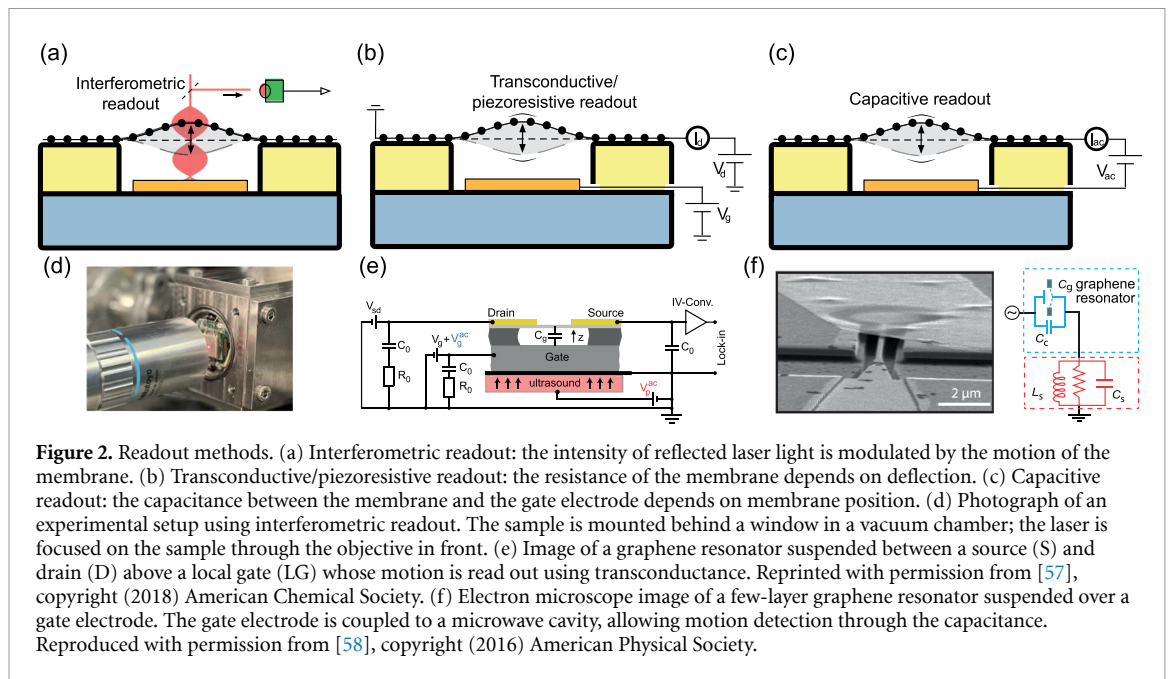 (a)
Interferometric
readout
(b)
Transconductive/
piezoresistive readout
I_d
V_d
V_g
(c)
Capacitive readout
I_ac
V_ac
(d)
(e)
V_sd
Drain
Source
IV-Conv.
V_g + V_g^ac
C_g
z
C_0
C_0
C_0
Gate
Lock-in
R_0
R_0
ultrasound
V_p^ac
(f)
2 μm
C_g graphene
resonator
C_c
L_s
C_s
Figure 2. Readout methods. (a) Interferometric readout: the intensity of reflected laser light is modulated by the motion of the
membrane. (b) Transconductive/piezoresistive readout: the resistance of the membrane depends on deflection. (c) Capacitive
readout: the capacitance between the membrane and the gate electrode depends on membrane position. (d) Photograph of an
experimental setup using interferometric readout. The sample is mounted behind a window in a vacuum chamber; the laser is
focused on the sample through the objective in front. (e) Image of a graphene resonator suspended between a source (S) and
drain (D) above a local gate (LG) whose motion is read out using transconductance. Reprinted with permission from [57],
copyright (2018) American Chemical Society. (f) Electron microscope image of a few-layer graphene resonator suspended over a
gate electrode. The gate electrode is coupled to a microwave cavity, allowing motion detection through the capacitance.
Reproduced with permission from [58], copyright (2016) American Physical Society.